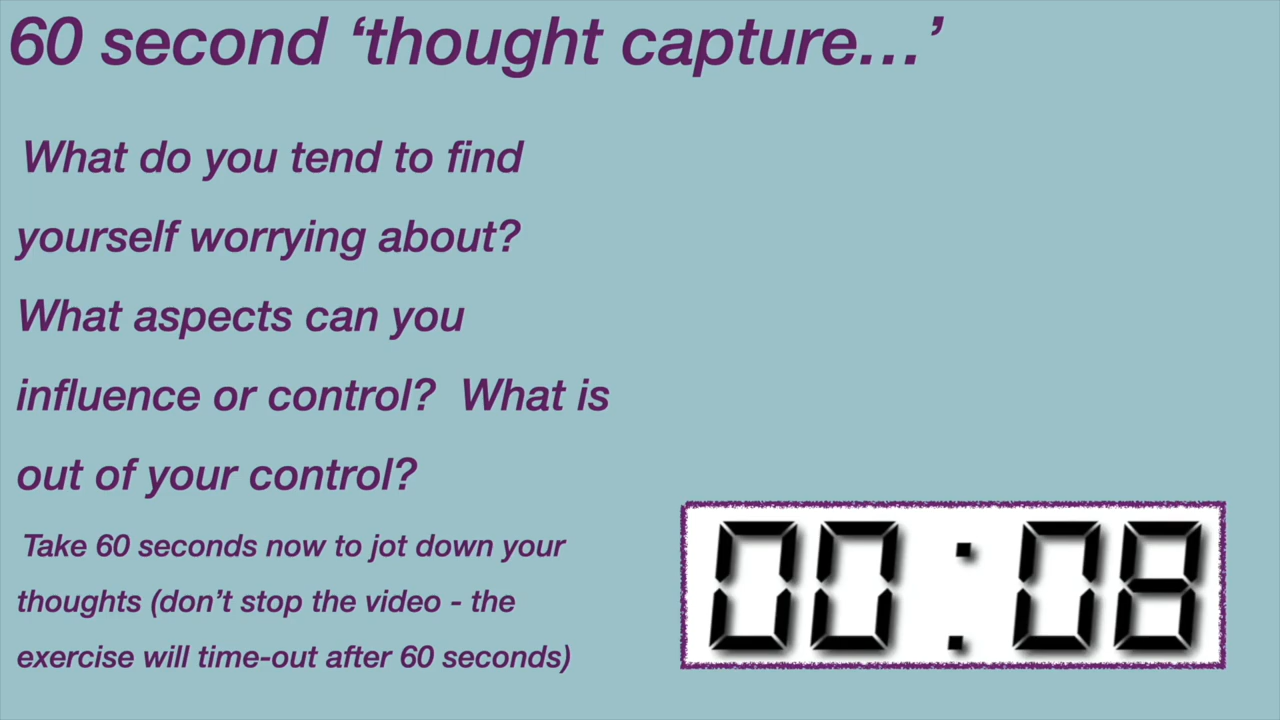 60 second ‘thought capture…’
What do you tend to find
yourself worrying about?
What aspects can you
influence or control?  What is
out of your control?
Take 60 seconds now to jot down your
thoughts (don’t stop the video - the
exercise will time-out after 60 seconds)
00:08